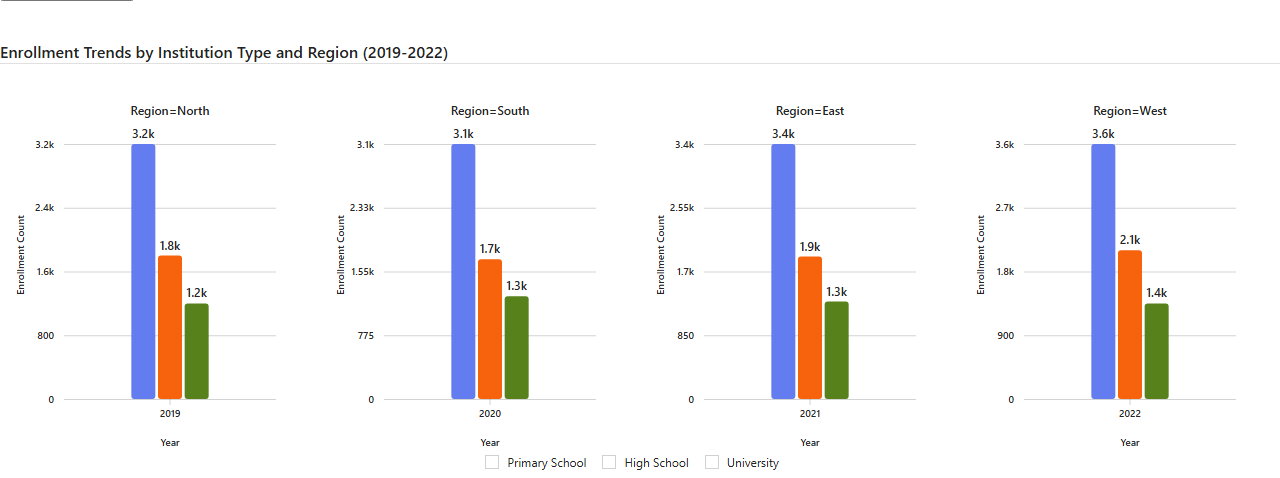 Enrollment Trends by Institution Type and Region (2019-2022)
Region=North
3.2k
2.4k
1.6k
800
0
Enrollment Count
3.2k
1.8k
1.2k
2019
Year
Region=South
3.1k
2.33k
1.55k
775
0
Enrollment Count
3.1k
1.7k
1.3k
2020
Year
Region=East
3.4k
2.55k
1.7k
850
0
Enrollment Count
3.4k
1.9k
1.3k
2021
Year
Region=West
3.6k
2.7k
1.8k
900
0
Enrollment Count
3.6k
2.1k
1.4k
2022
Year
Primary School
High School
University